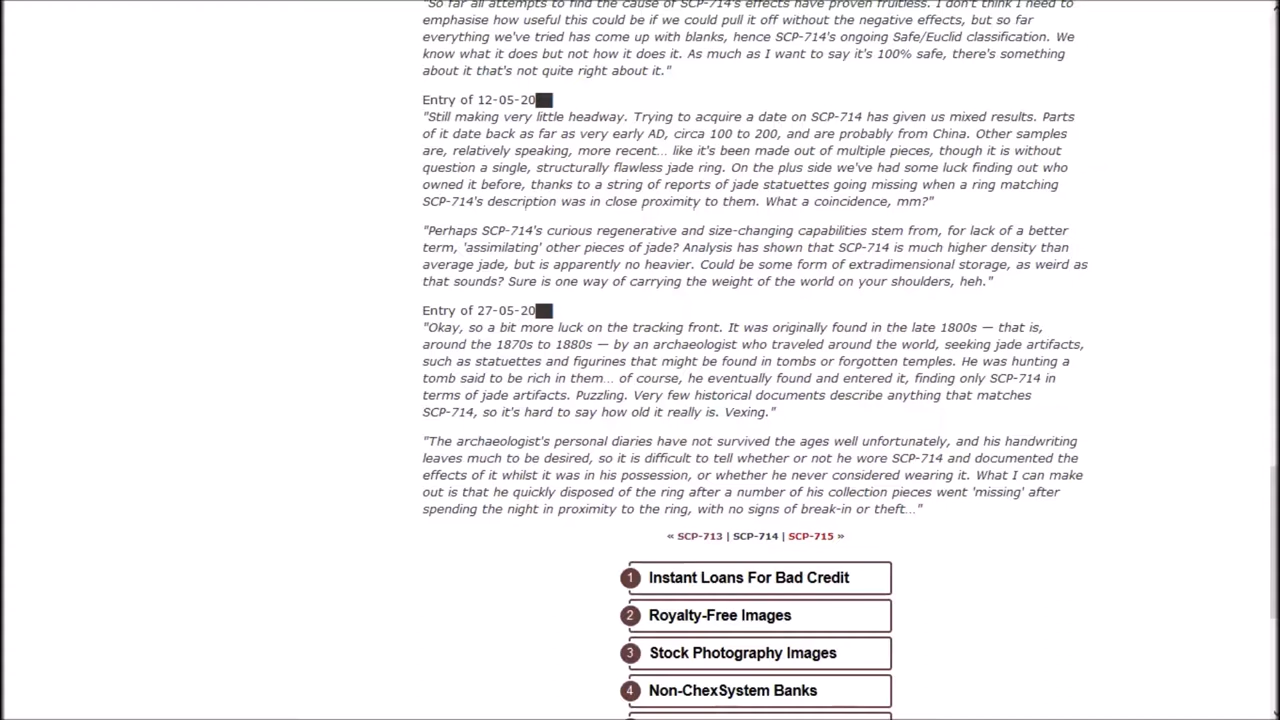 "So far all attempts to find the cause of SCP-714's effects have proven fruitless. I don't think I need to
emphasise how useful this could be if we could pull it off without the negative effects, but so far
everything we've tried has come up with blanks, hence SCP-714's ongoing Safe/Euclid classification. We
know what it does but not how it does it. As much as I want to say it's 100% safe, there's something
about it that's not quite right about it."
Entry of 12-05-20██
"Still making very little headway. Trying to acquire a date on SCP-714 has given us mixed results. Parts
of it date back as far as very early AD, circa 100 to 200, and are probably from China. Other samples
are, relatively speaking, more recent… like it's been made out of multiple pieces, though it is without
question a single, structurally flawless jade ring. On the plus side we've had some luck finding out who
owned it before, thanks to a string of reports of jade statuettes going missing when a ring matching
SCP-714's description was in close proximity to them. What a coincidence, mm?"
"Perhaps SCP-714's curious regenerative and size-changing capabilities stem from, for lack of a better
term, 'assimilating' other pieces of jade? Analysis has shown that SCP-714 is much higher density than
average jade, but is apparently no heavier. Could be some form of extradimensional storage, as weird as
that sounds? Sure is one way of carrying the weight of the world on your shoulders, heh."
Entry of 27-05-20██
"Okay, so a bit more luck on the tracking front. It was originally found in the late 1800s — that is,
around the 1870s to 1880s — by an archaeologist who traveled around the world, seeking jade artifacts,
such as statuettes and figurines that might be found in tombs or forgotten temples. He was hunting a
tomb said to be rich in them… of course, he eventually found and entered it, finding only SCP-714 in
terms of jade artifacts. Puzzling. Very few historical documents describe anything that matches
SCP-714, so it's hard to say how old it really is. Vexing."
"The archaeologist's personal diaries have not survived the ages well unfortunately, and his handwriting
leaves much to be desired, so it is difficult to tell whether or not he wore SCP-714 and documented the
effects of it whilst it was in his possession, or whether he never considered wearing it. What I can make
out is that he quickly disposed of the ring after a number of his collection pieces went 'missing' after
spending the night in proximity to the ring, with no signs of break-in or theft…"
« SCP-713 | SCP-714 | SCP-715 »
1 Instant Loans For Bad Credit
2 Royalty-Free Images
3 Stock Photography Images
4 Non-ChexSystem Banks